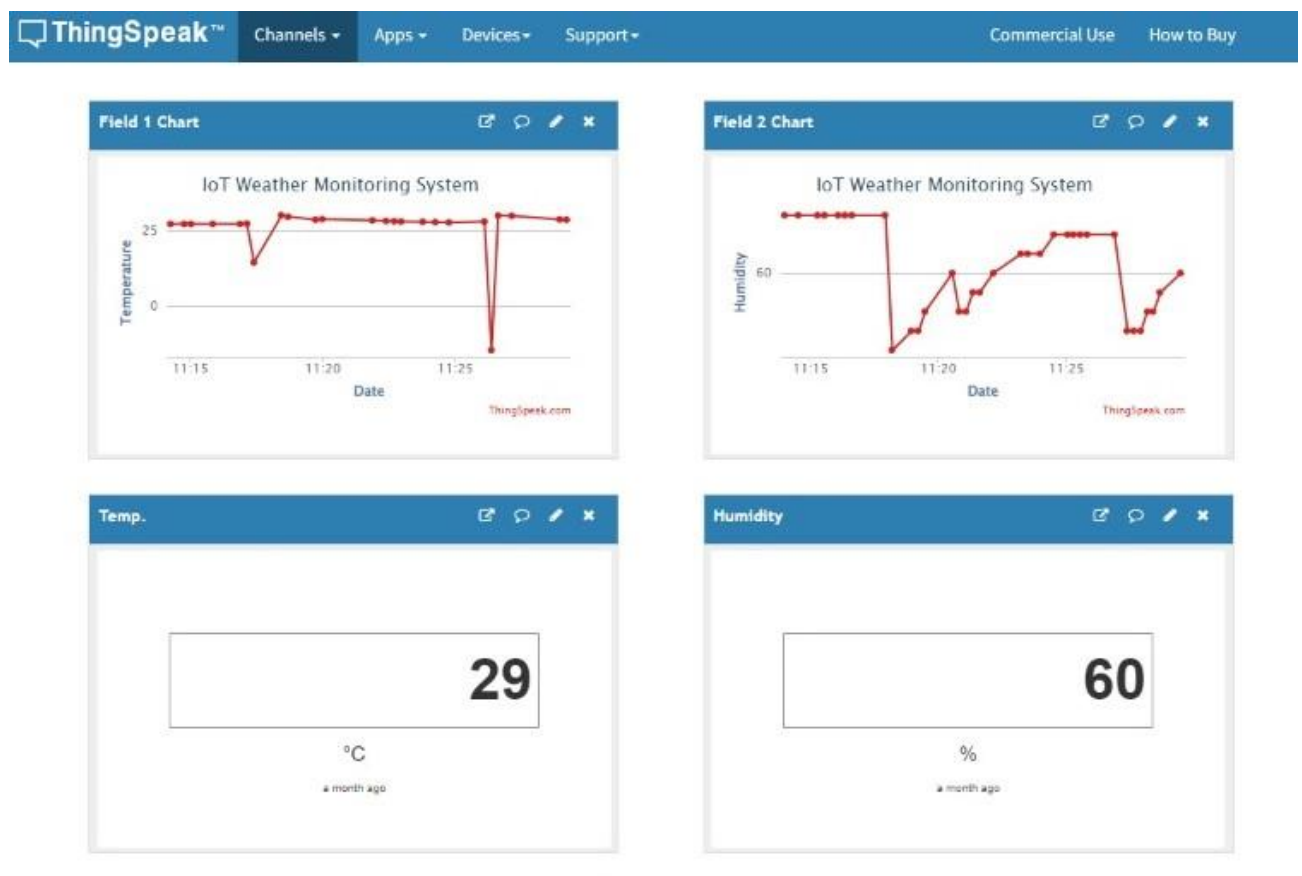 ThingSpeak™ Channels Apps Devices Support Commercial Use How to Buy
Field 1 Chart
IoT Weather Monitoring System
25
0
Temperature
11:15 11:20 11:25
Date
ThingSpeak.com
Field 2 Chart
IoT Weather Monitoring System
60
Humidity
11:15 11:20 11:25
Date
ThingSpeak.com
Temp.
29
°C
a month ago
Humidity
60
%
a month ago